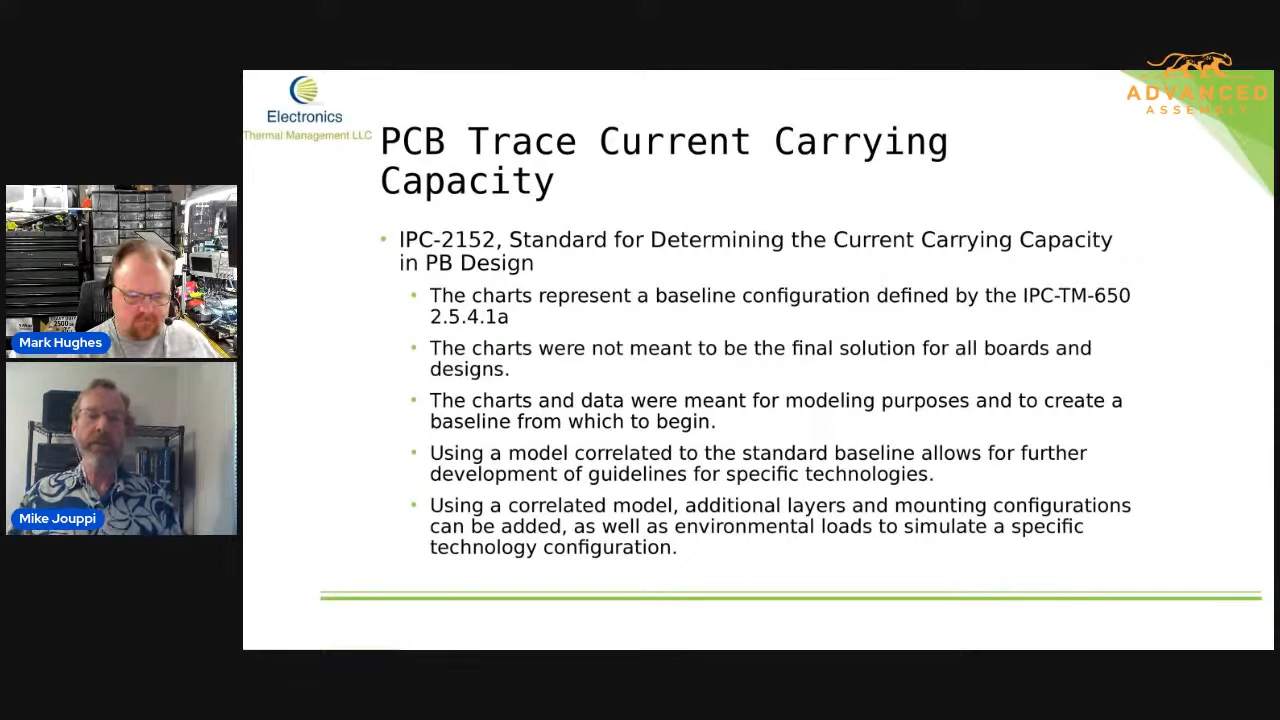 Electronics
Thermal Management LLC
ADVANCED
ASSEMBLY
PCB Trace Current Carrying
Capacity
• IPC-2152, Standard for Determining the Current Carrying Capacity
in PB Design
• The charts represent a baseline configuration defined by the IPC-TM-650
2.5.4.1a
• The charts were not meant to be the final solution for all boards and
designs.
• The charts and data were meant for modeling purposes and to create a
baseline from which to begin.
• Using a model correlated to the standard baseline allows for further
development of guidelines for specific technologies.
• Using a correlated model, additional layers and mounting configurations
can be added, as well as environmental loads to simulate a specific
technology configuration.
Mark Hughes
Mike Jouppi